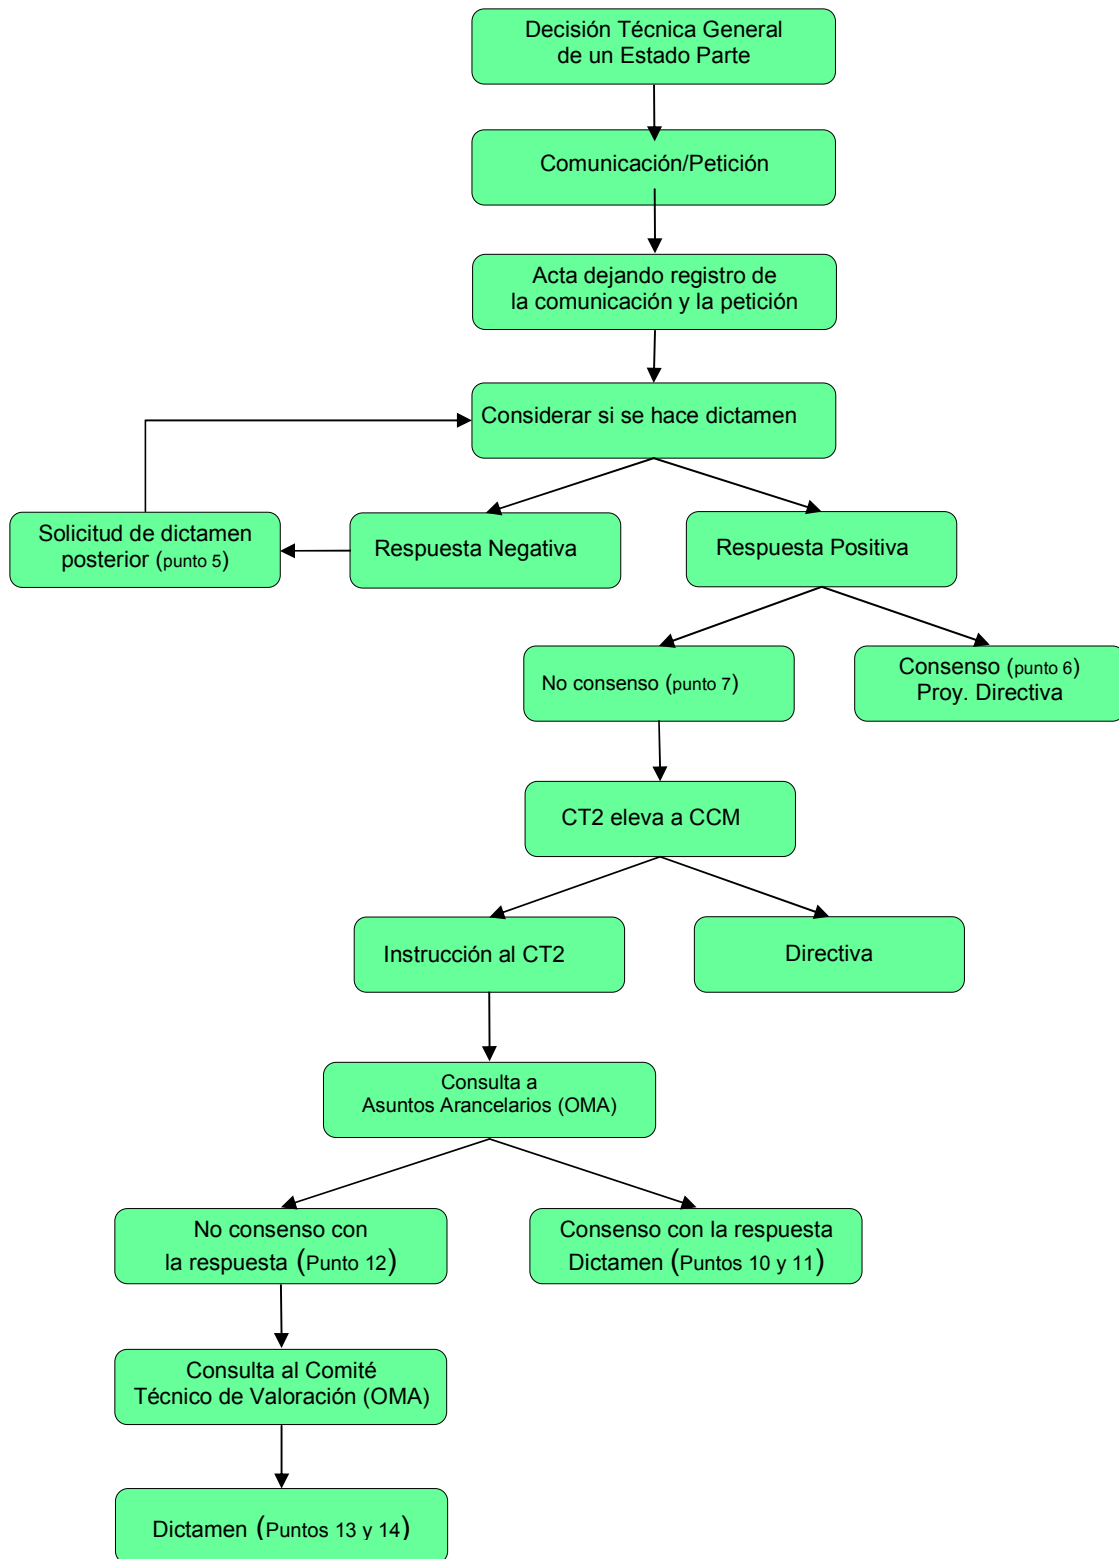 Decisión Técnica General
de un Estado Parte
Comunicación/Petición
Acta dejando registro de
la comunicación y la petición
Considerar si se hace dictamen
Solicitud de dictamen
posterior (punto 5)
Respuesta Negativa
Respuesta Positiva
No consenso (punto 7)
Consenso (punto 6)
Proy. Directiva
CT2 eleva a CCM
Instrucción al CT2
Directiva
Consulta a
Asuntos Arancelarios (OMA)
No consenso con
la respuesta (Punto 12)
Consenso con la respuesta
Dictamen (Puntos 10 y 11)
Consulta al Comité
Técnico de Valoración (OMA)
Dictamen (Puntos 13 y 14)